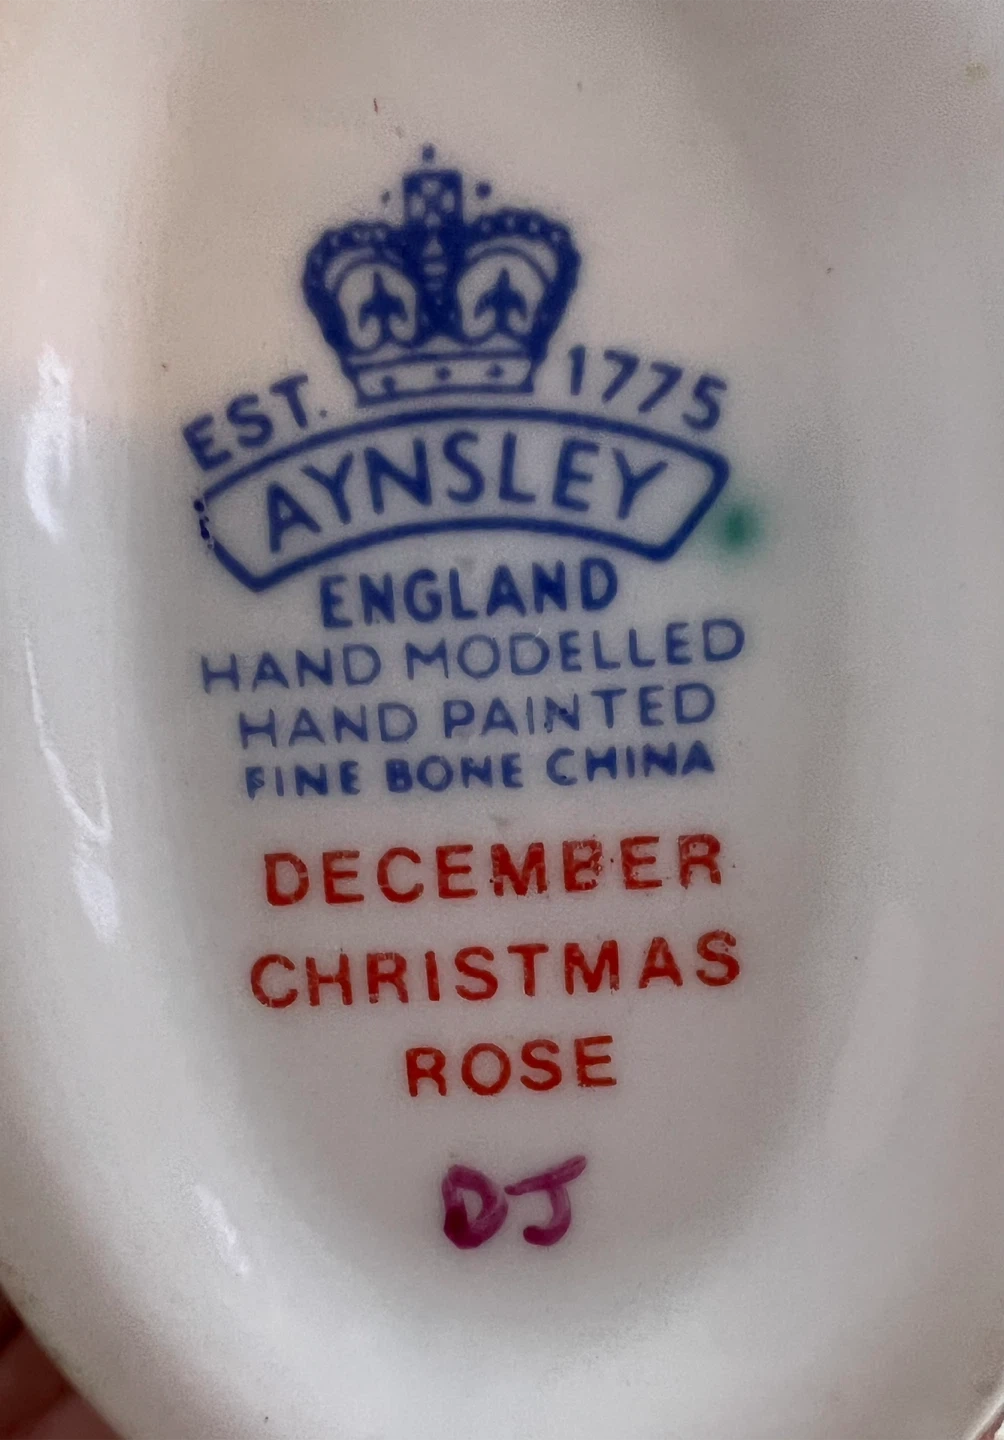 EST. 1775
AYNSLEY
ENGLAND
HAND MODELLED
HAND PAINTED
FINE BONE CHINA
DECEMBER
CHRISTMAS
ROSE
DJ